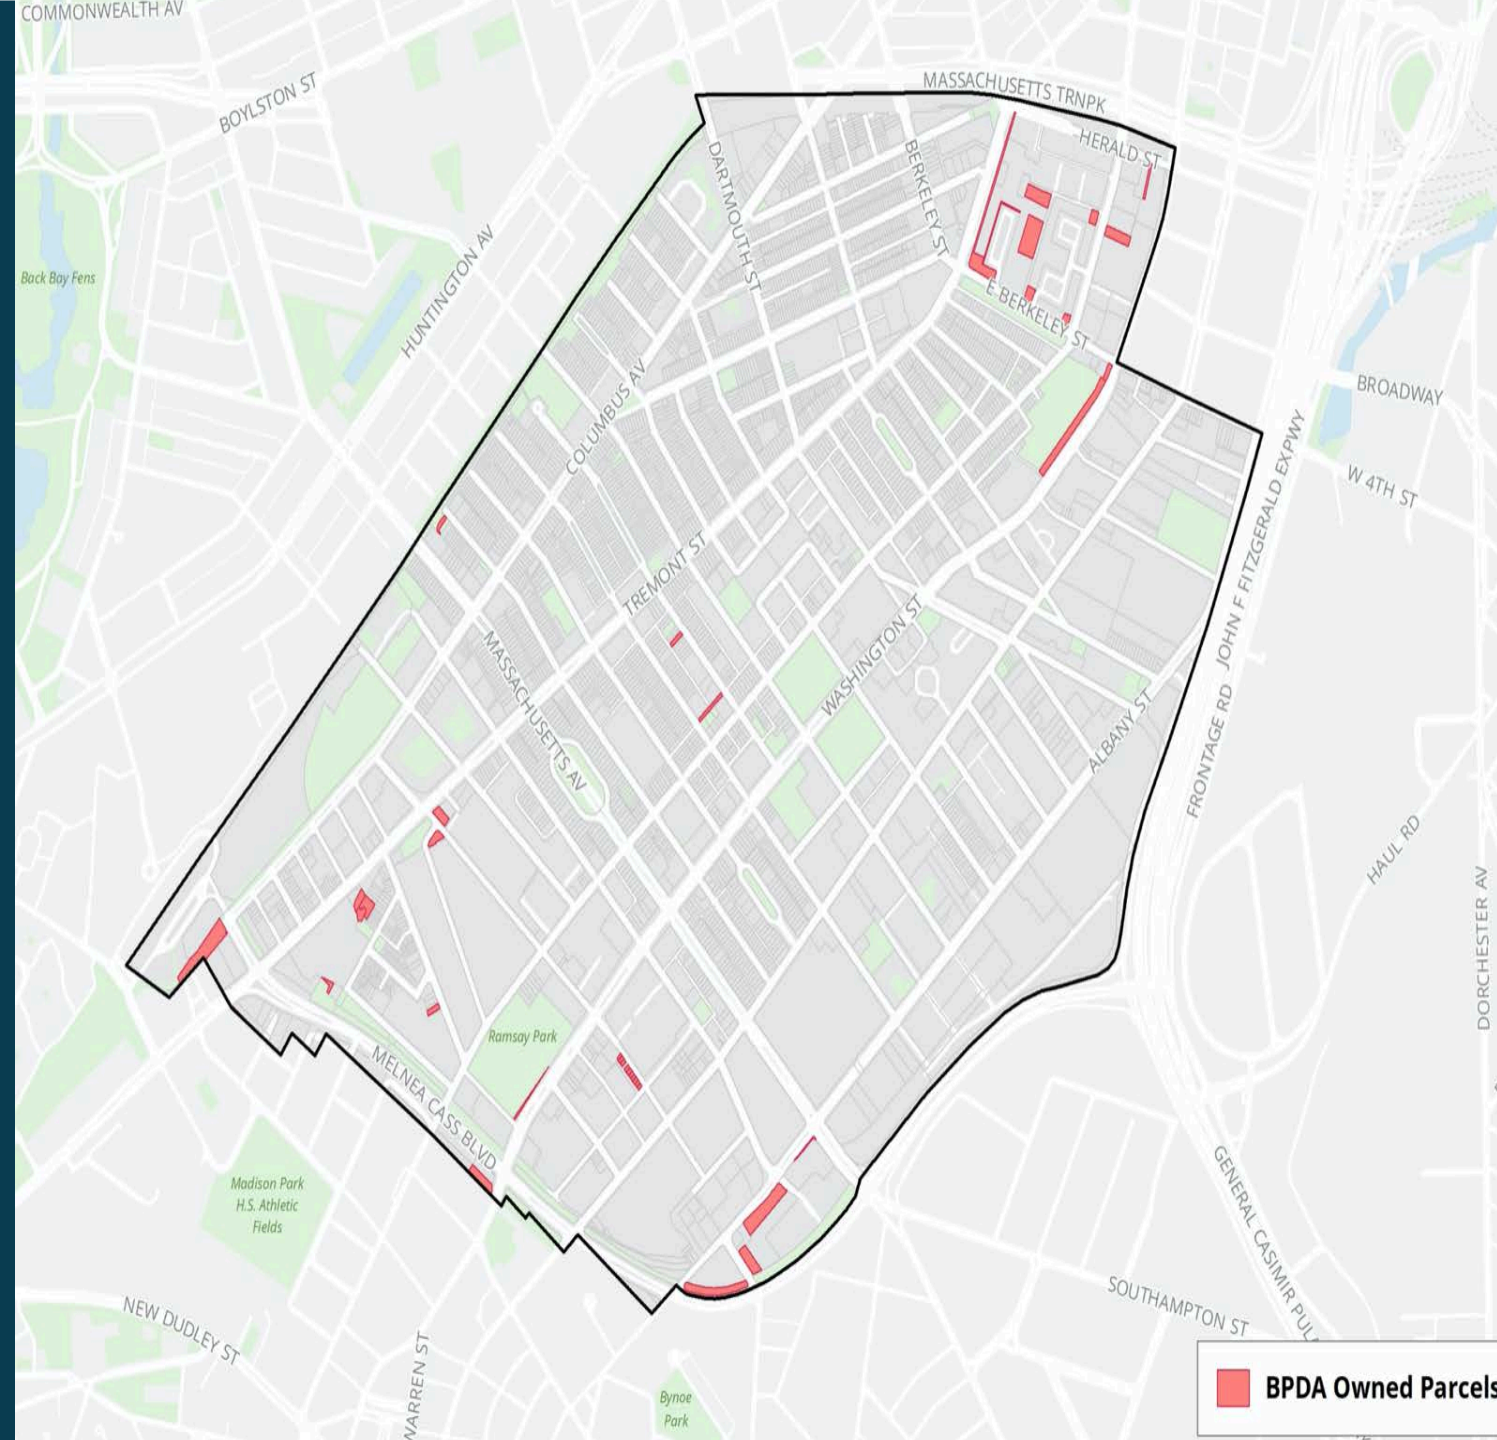 COMMONWEALTH AV
BOYLSTON ST
MASSACHUSETTS TRNPK
HERALD ST
DARTMOUTH ST
BERKELEY ST
HUNTINGTON AV
Back Bay Fens
E BERKELEY ST
BROADWAY
COLUMBUS AV
W 4TH ST
JOHN F FITZGERALD EXPWY
TREMONT ST
WASHINGTON ST
MASSACHUSETTS AV
ALBANY ST
FRONTAGE RD
HAUL RD
DORCHESTER AV
Ramsay Park
MELNEA CASS BLVD
Madison Park
H.S. Athletic
Fields
GENERAL CASIMIR PUL
SOUTHAMPTON ST
NEW DUDLEY ST
WARREN ST
Bynoe
Park
BPDA Owned Parcels